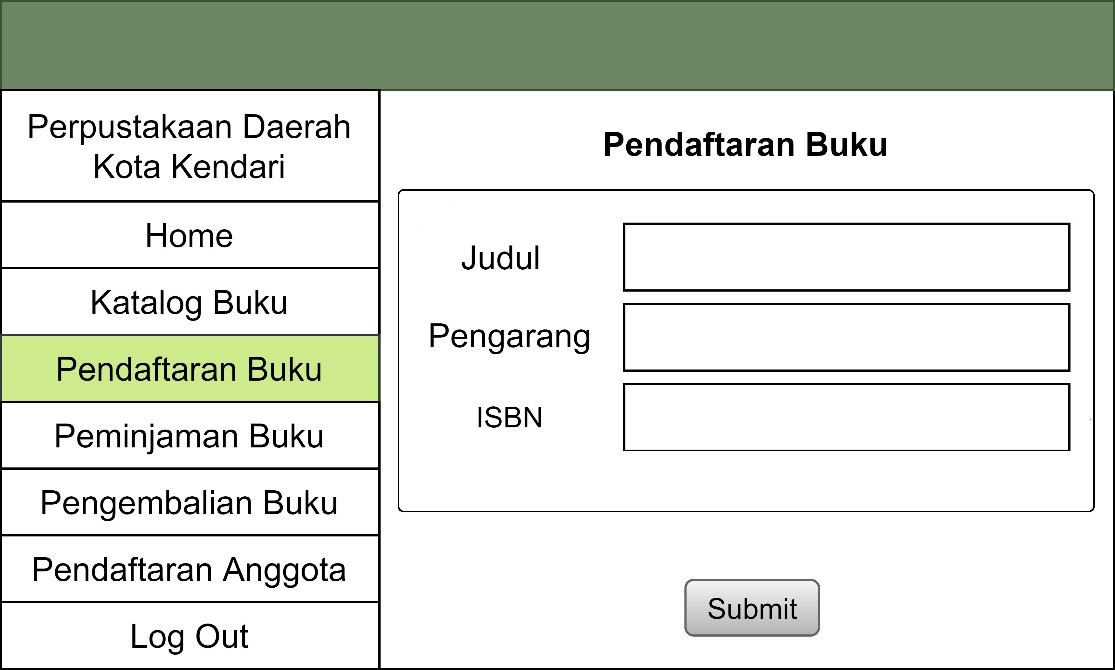 Perpustakaan Daerah
Kota Kendari
Home
Katalog Buku
Pendaftaran Buku
Peminjaman Buku
Pengembalian Buku
Pendaftaran Anggota
Log Out
Pendaftaran Buku
Judul
Pengarang
ISBN
Submit